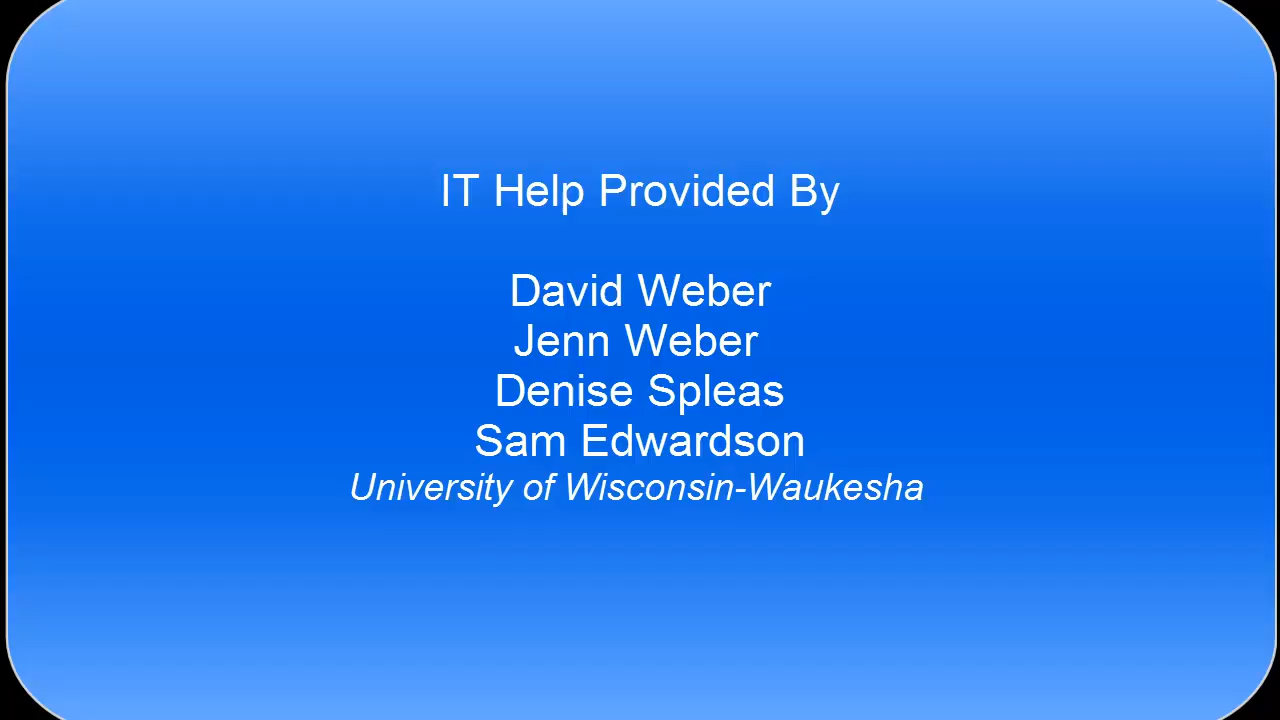 IT Help Provided By
David Weber
Jenn Weber
Denise Spleas
Sam Edwardson
University of Wisconsin-Waukesha